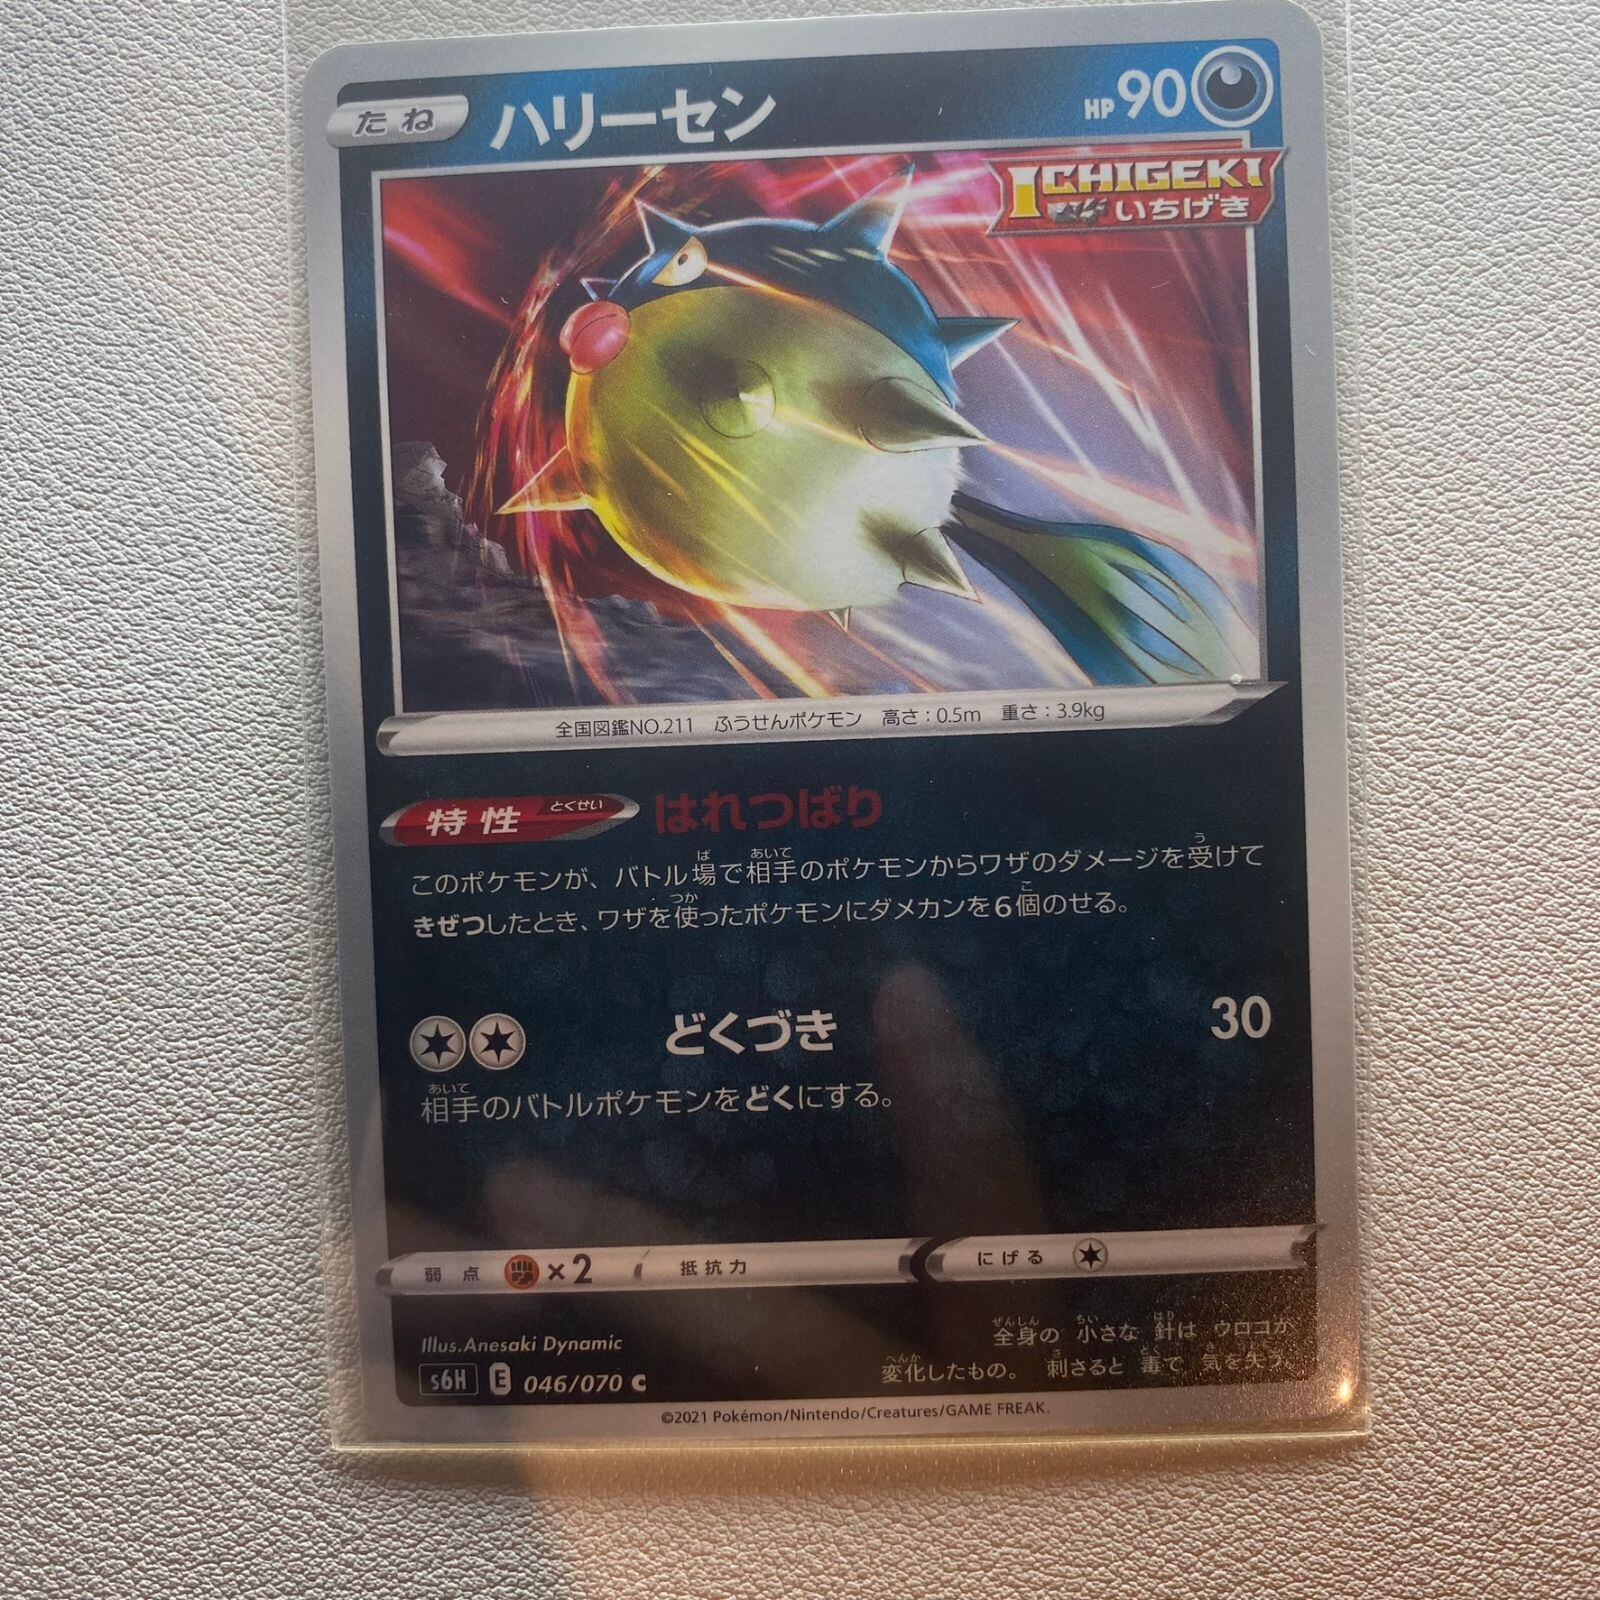 たね ハリーセン HP 90
ICHIGEKI
いちげき
全国図鑑NO.211 ふうせんポケモン 高さ:0.5m 重さ:3.9kg
特性 とくせい はれつばり
このポケモンが、バトル場で相手のポケモンからワザのダメージを受けて
きぜつしたとき、ワザを使ったポケモンにダメカンを6個のせる。
どくづき 30
相手のバトルポケモンをどくにする。
弱点 ×2 抵抗力 にげる
Illus.Anesaki Dynamic
全身の 小さな 針は ウロコが
変化したもの。 刺さると 毒で 気を失う。
s6H E 046/070 C
©2021 Pokémon/Nintendo/Creatures/GAME FREAK.